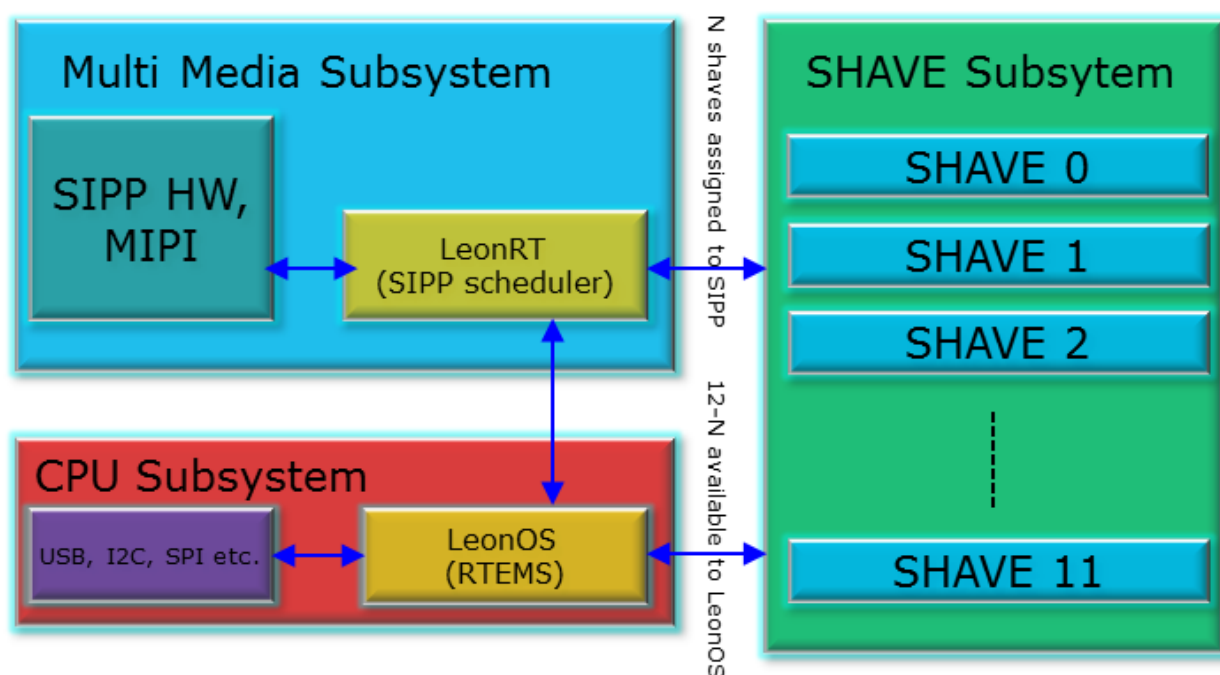 Multi Media Subsystem
SIPP HW,
MIPI
LeonRT
(SIPP scheduler)
CPU Subsystem
USB, I2C, SPI etc.
LeonOS
(RTEMS)
N shaves assigned to SIPP
12-N available to LeonOS
SHAVE Subsytem
SHAVE 0
SHAVE 1
SHAVE 2
SHAVE 11